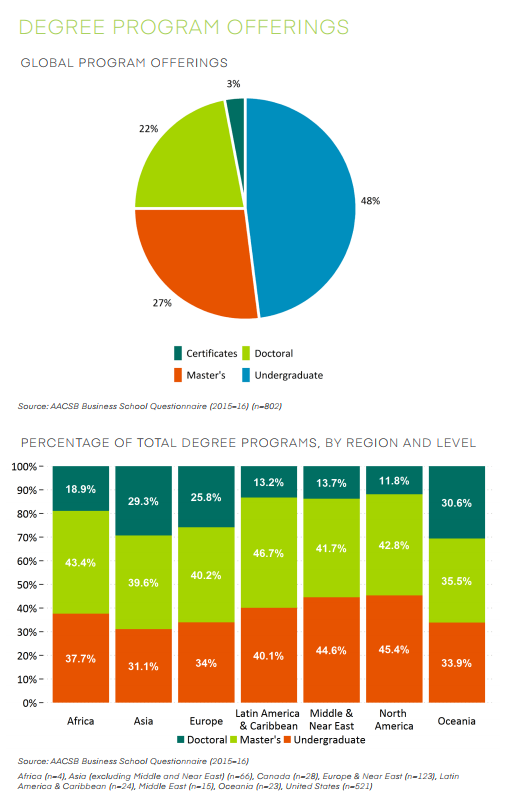 DEGREE PROGRAM OFFERINGS
GLOBAL PROGRAM OFFERINGS
3%
22%
48%
27%
Certificates Doctoral
Master's Undergraduate
Source: AACSB Business School Questionnaire (2015–16) (n=802)
PERCENTAGE OF TOTAL DEGREE PROGRAMS, BY REGION AND LEVEL
100%
90%
80%
70%
60%
50%
40%
30%
20%
10%
0%
18.9% 29.3% 25.8% 13.2% 13.7% 11.8% 30.6%
43.4% 39.6% 40.2% 46.7% 41.7% 42.8% 35.5%
37.7% 31.1% 34% 40.1% 44.6% 45.4% 33.9%
Africa Asia Europe Latin America & Caribbean Middle & Near East North America Oceania
Doctoral Master's Undergraduate
Source: AACSB Business School Questionnaire (2015–16)
Africa (n=4), Asia (excluding Middle and Near East) (n=66), Canada (n=28), Europe & Near East (n=123), Latin
America & Caribbean (n=24), Middle East (n=15), Oceania (n=23), United States (n=521)